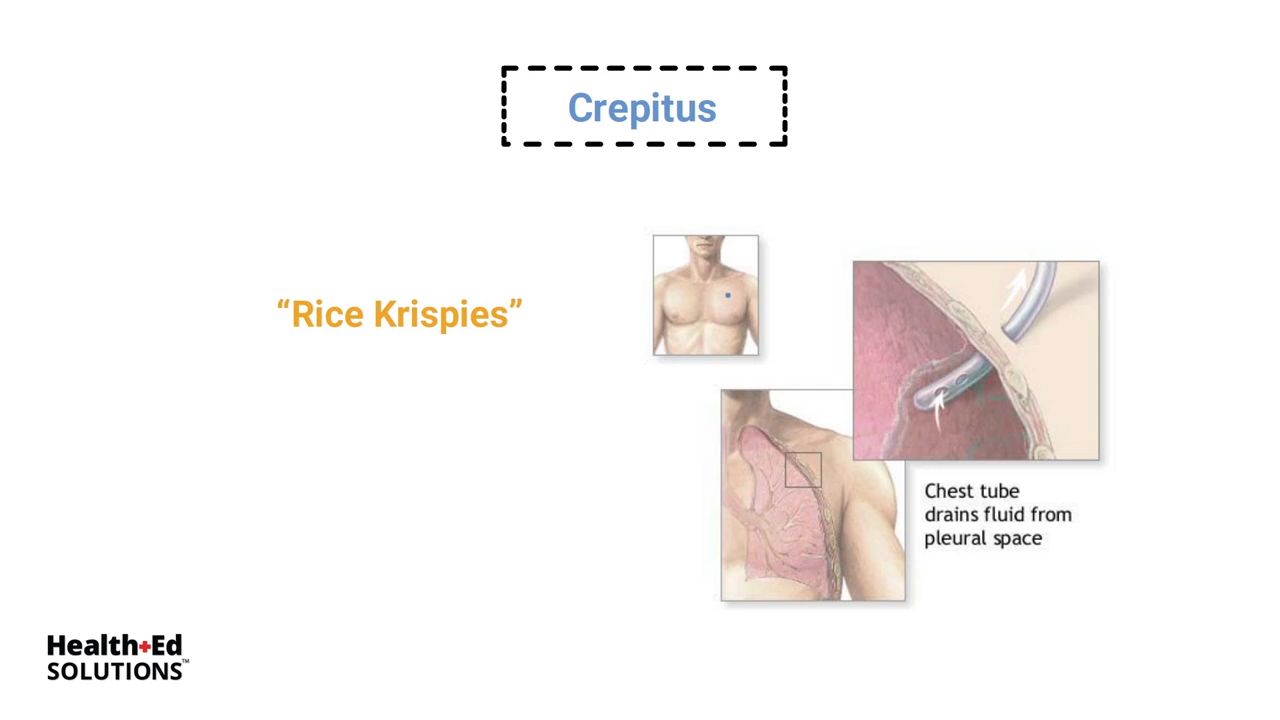 Crepitus
“Rice Krispies”
Chest tube
drains fluid from
pleural space
Health+Ed
SOLUTIONS™